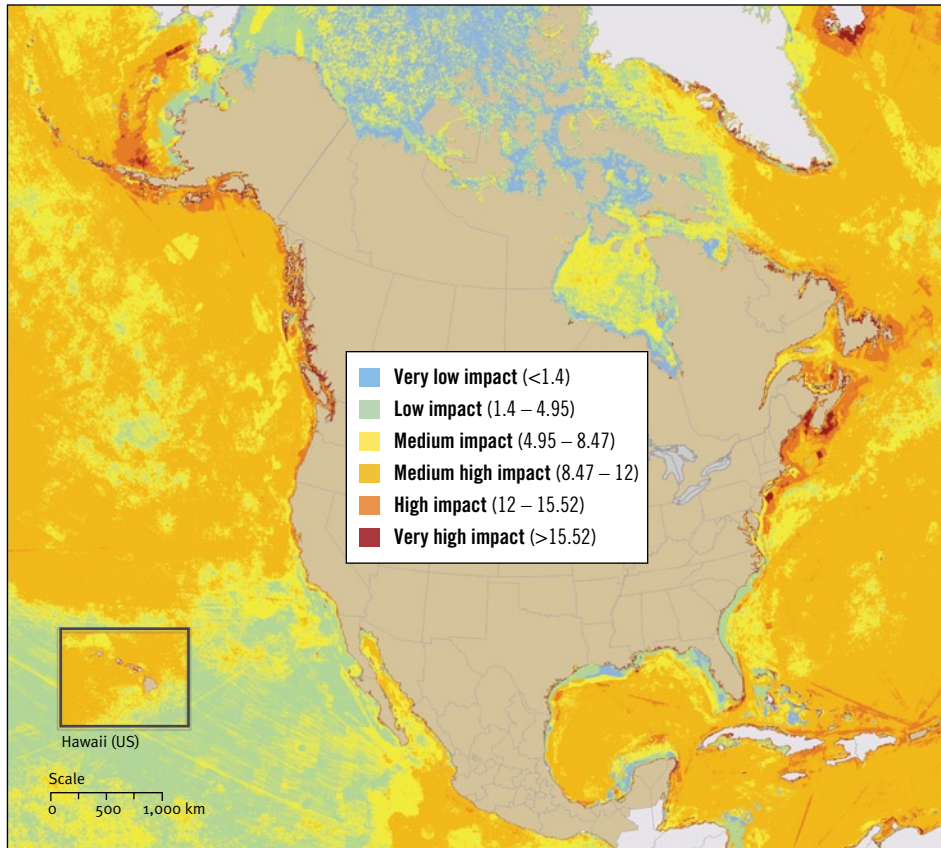 Very low impact (<1.4)
Low impact (1.4 – 4.95)
Medium impact (4.95 – 8.47)
Medium high impact (8.47 – 12)
High impact (12 – 15.52)
Very high impact (>15.52)
Hawaii (US)
Scale
0 500 1,000 km